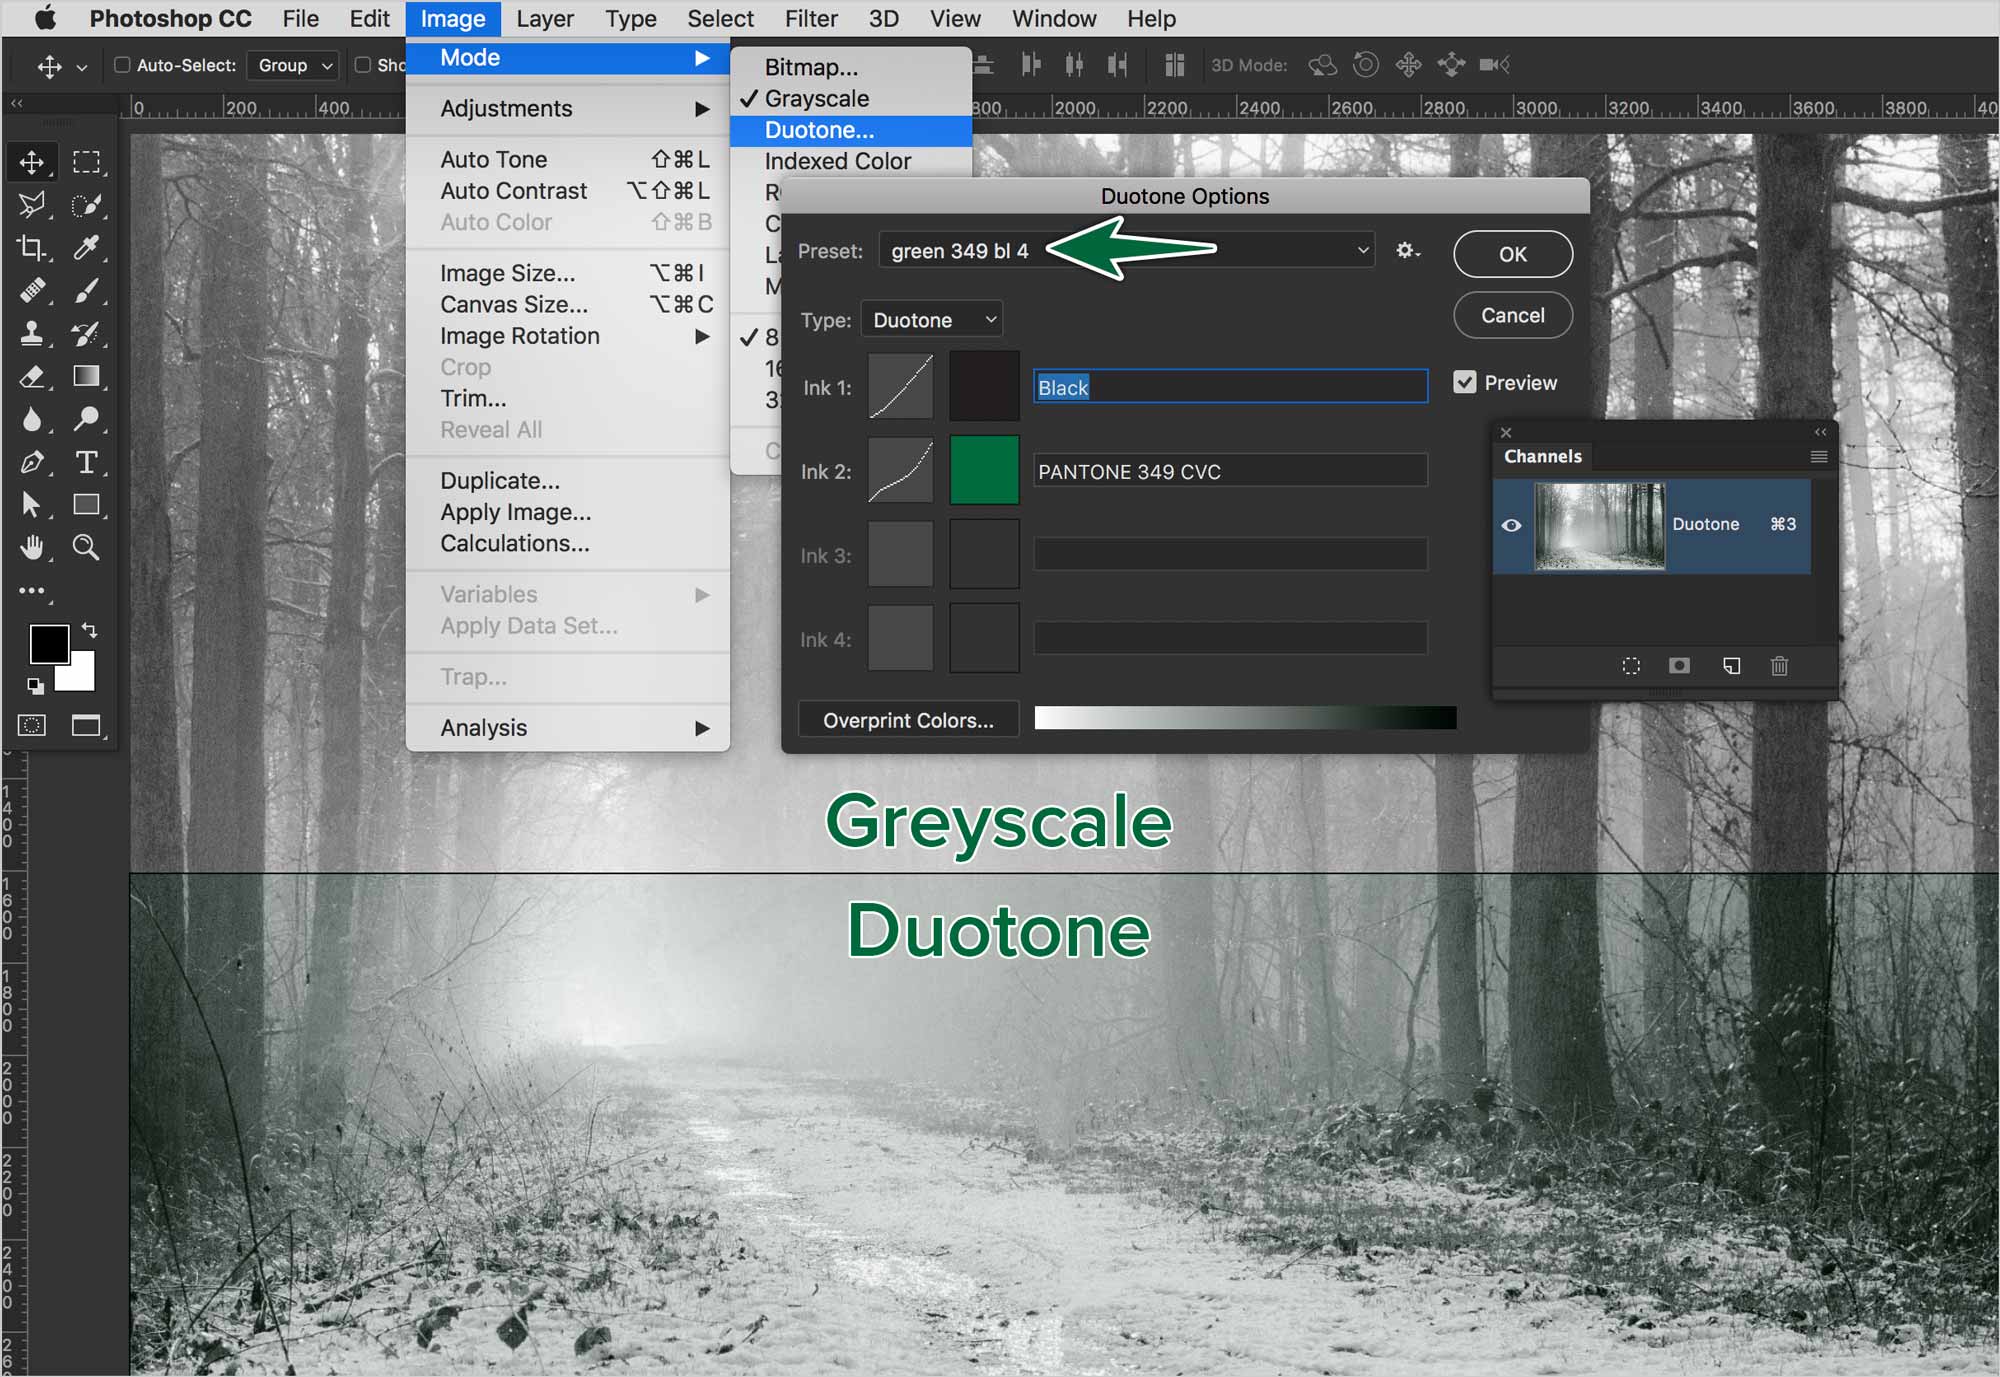 Photoshop CC File Edit Image Layer Type Select Filter 3D View Window Help
Auto-Select: Group Sho 3D Mode:
Mode
Adjustments
Auto Tone ⇧⌘L
Auto Contrast ⌥⇧⌘L
Auto Color ⇧⌘B
Image Size... ⌥⌘I
Canvas Size... ⌥⌘C
Image Rotation
Crop
Trim...
Reveal All
Duplicate...
Apply Image...
Calculations...
Variables
Apply Data Set...
Trap...
Analysis
Bitmap...
✓ Grayscale
Duotone...
Indexed Color
0 200 400 800 2000 2200 2400 2600 2800 3000 3200 3400 3600 3800 40
Duotone Options
Preset: green 349 bl 4
OK
Cancel
Type: Duotone
Ink 1: Black
Preview
Ink 2: PANTONE 349 CVC
Ink 3:
Ink 4:
Overprint Colors...
Channels
Duotone ⌘3
Greyscale
Duotone
1400
1600
1800
2000
2200
2400
26